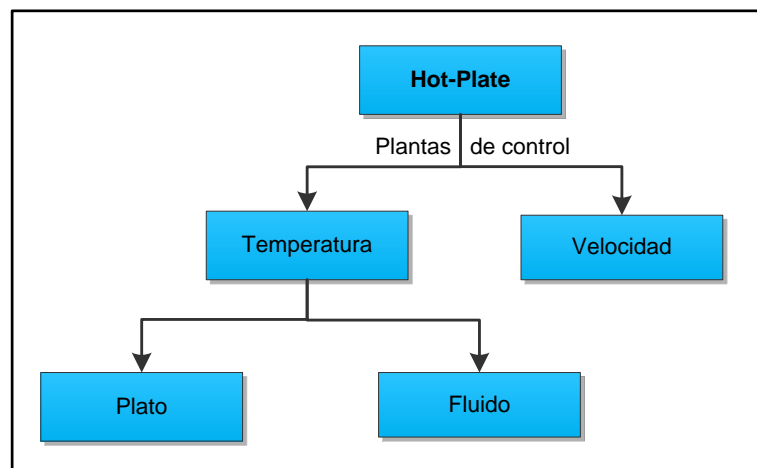 Hot-Plate
Plantas de control
Temperatura
Velocidad
Plato
Fluido